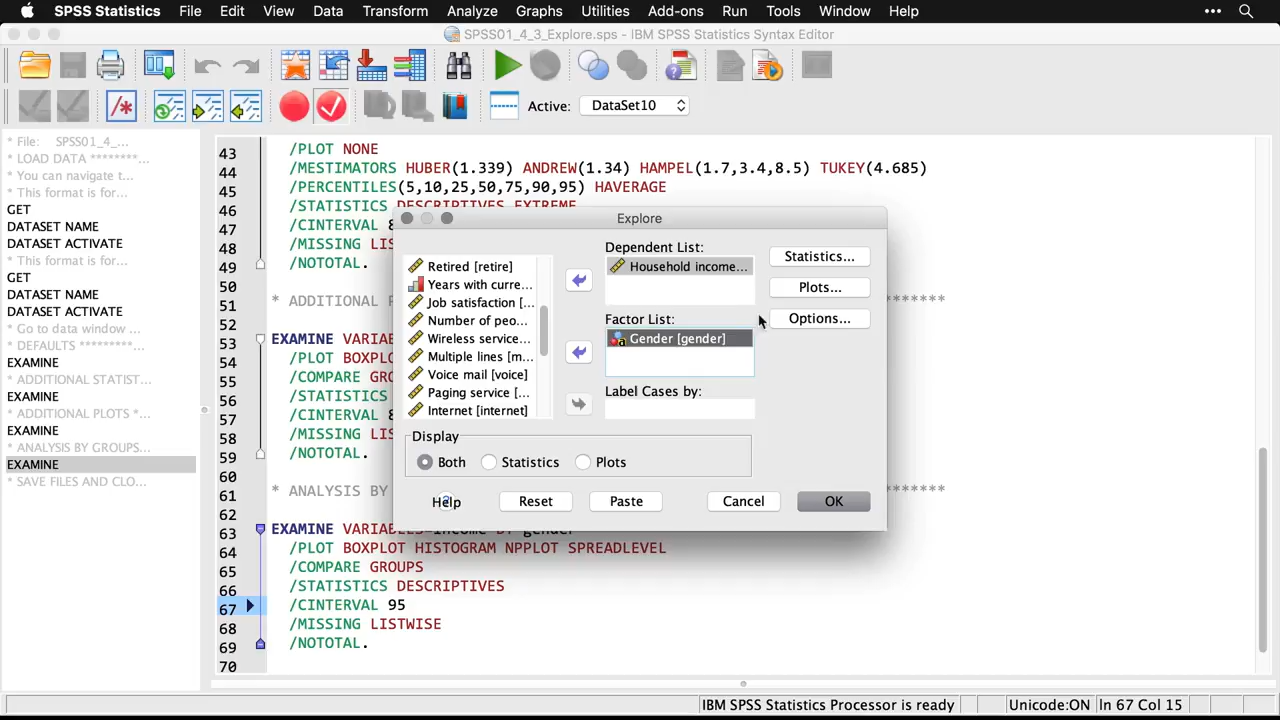 SPSS Statistics File Edit View Data Transform Analyze Graphs Utilities Add-ons Run Tools Window Help
SPSS01_4_3_Explore.sps - IBM SPSS Statistics Syntax Editor
Active: DataSet10
* File: SPSS01_4_...
* LOAD DATA ********...
* You can navigate t...
* This format is for...
GET
DATASET NAME
DATASET ACTIVATE
* This format is for...
GET
DATASET NAME
DATASET ACTIVATE
* Go to data window ...
* DEFAULTS *********...
EXAMINE
* ADDITIONAL STATIST...
EXAMINE
* ADDITIONAL PLOTS *...
EXAMINE
* ANALYSIS BY GROUPS...
EXAMINE
* SAVE FILES AND CLO...
43 /PLOT NONE
44 /MESTIMATORS HUBER(1.339) ANDREW(1.34) HAMPEL(1.7,3.4,8.5) TUKEY(4.685)
45 /PERCENTILES(5,10,25,50,75,90,95) HAVERAGE
46 /STATISTICS DESCRIPTIVES EXTREME
47 /CINTERVAL 8
48 /MISSING LIS
49 /NOTOTAL.
50
51 * ADDITIONAL P *******
52
53 EXAMINE VARIAB
54 /PLOT BOXPL
55 /COMPARE GRO
56 /STATISTICS
57 /CINTERVAL 8
58 /MISSING LIS
59 /NOTOTAL.
60
61 * ANALYSIS BY *******
62
63 EXAMINE VARIABLES=income BY gender
64 /PLOT BOXPLOT HISTOGRAM NPPLOT SPREADLEVEL
65 /COMPARE GROUPS
66 /STATISTICS DESCRIPTIVES
67 /CINTERVAL 95
68 /MISSING LISTWISE
69 /NOTOTAL.
70
Explore
Retired [retire]
Years with curre...
Job satisfaction [...
Number of peo...
Wireless service...
Multiple lines [m...
Voice mail [voice]
Paging service [...
Internet [internet]
Dependent List:
Household income...
Factor List:
Gender [gender]
Label Cases by:
Statistics...
Plots...
Options...
Display
Both Statistics Plots
Help Reset Paste Cancel OK
IBM SPSS Statistics Processor is ready Unicode:ON In 67 Col 15